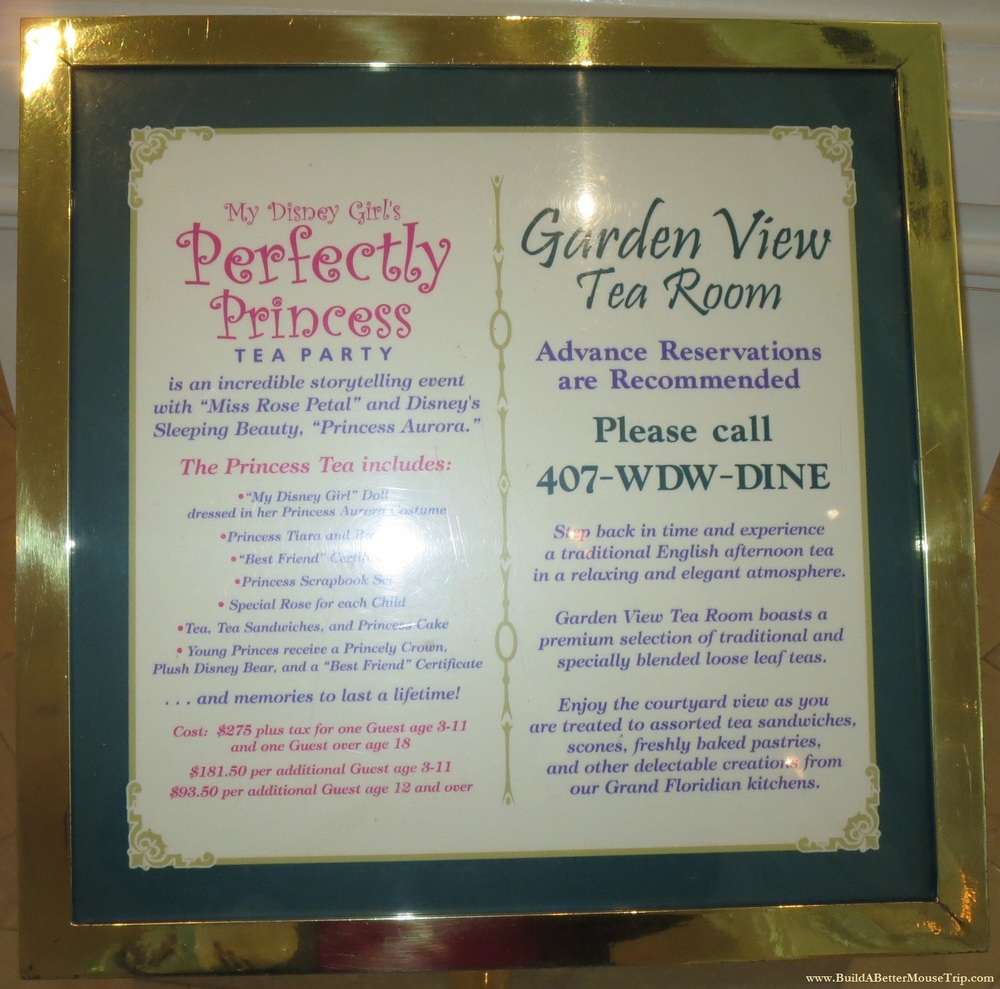 My Disney Girl's
Perfectly
Princess
TEA PARTY
is an incredible storytelling event
with “Miss Rose Petal” and Disney's
Sleeping Beauty, “Princess Aurora.”
The Princess Tea includes:
•“My Disney Girl” Doll
dressed in her Princess Aurora Costume
•Princess Tiara and
•“Best Friend”
•Princess Scrapbook
• Special Rose for each Child
•Tea, Tea Sandwiches, and Princess Cake
• Young Princes receive a Princely Crown,
Plush Disney Bear, and a “Best Friend” Certificate
. . . and memories to last a lifetime!
Cost: $275 plus tax for one Guest age 3-11
and one Guest over age 18
$181.50 per additional Guest age 3-11
$93.50 per additional Guest age 12 and over
Garden View
Tea Room
Advance Reservations
are Recommended
Please call
407-WDW-DINE
Step back in time and experience
a traditional English afternoon tea
in a relaxing and elegant atmosphere.
Garden View Tea Room boasts a
premium selection of traditional and
specially blended loose leaf teas.
Enjoy the courtyard view as you
are treated to assorted tea sandwiches,
scones, freshly baked pastries,
and other delectable creations from
our Grand Floridian kitchens.
www.BuildABetterMouseTrip.com